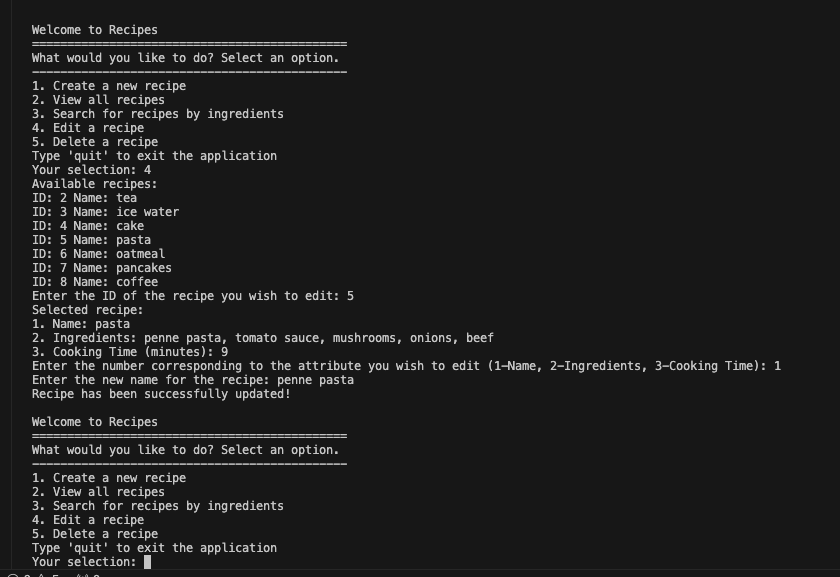 Welcome to Recipes
=============================================
What would you like to do? Select an option.
---------------------------------------------
1. Create a new recipe
2. View all recipes
3. Search for recipes by ingredients
4. Edit a recipe
5. Delete a recipe
Type 'quit' to exit the application
Your selection: 4
Available recipes:
ID: 2 Name: tea
ID: 3 Name: ice water
ID: 4 Name: cake
ID: 5 Name: pasta
ID: 6 Name: oatmeal
ID: 7 Name: pancakes
ID: 8 Name: coffee
Enter the ID of the recipe you wish to edit: 5
Selected recipe:
1. Name: pasta
2. Ingredients: penne pasta, tomato sauce, mushrooms, onions, beef
3. Cooking Time (minutes): 9
Enter the number corresponding to the attribute you wish to edit (1-Name, 2-Ingredients, 3-Cooking Time): 1
Enter the new name for the recipe: penne pasta
Recipe has been successfully updated!
Welcome to Recipes
=============================================
What would you like to do? Select an option.
---------------------------------------------
1. Create a new recipe
2. View all recipes
3. Search for recipes by ingredients
4. Edit a recipe
5. Delete a recipe
Type 'quit' to exit the application
Your selection: